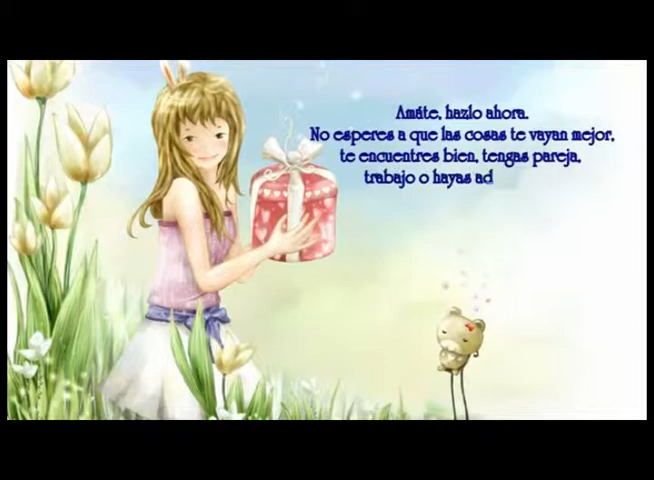 Amáte, hazlo ahora.
No esperes a que las cosas te vayan mejor,
te encuentres bien, tengas pareja,
trabajo o hayas ad